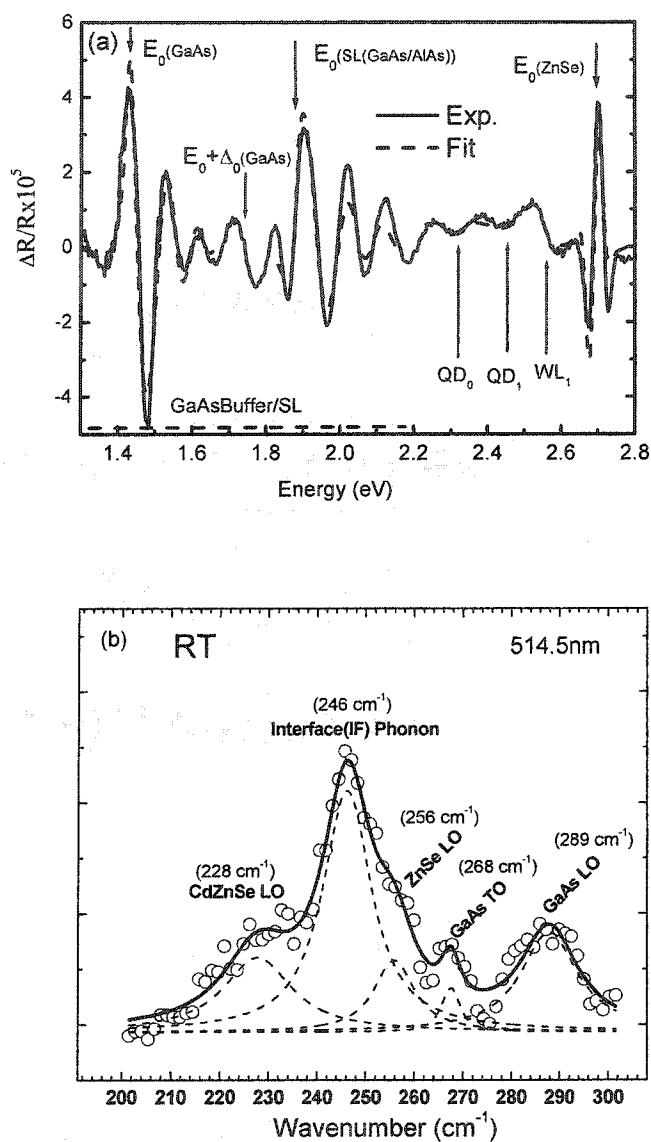 (a)
E0(GaAs)
E0(SL(GaAs/AlAs))
E0(ZnSe)
E0+Δ0(GaAs)
Exp.
Fit
ΔR/Rx10^5
6
4
2
0
-2
-4
QD0
QD1
WL1
GaAsBuffer/SL
1.4 1.6 1.8 2.0 2.2 2.4 2.6 2.8
Energy (eV)
(b)
RT
514.5nm
(246 cm-1)
Interface(IF) Phonon
(256 cm-1)
ZnSe LO
(228 cm-1)
CdZnSe LO
(268 cm-1)
GaAs TO
(289 cm-1)
GaAs LO
200 210 220 230 240 250 260 270 280 290 300
Wavenumber (cm-1)